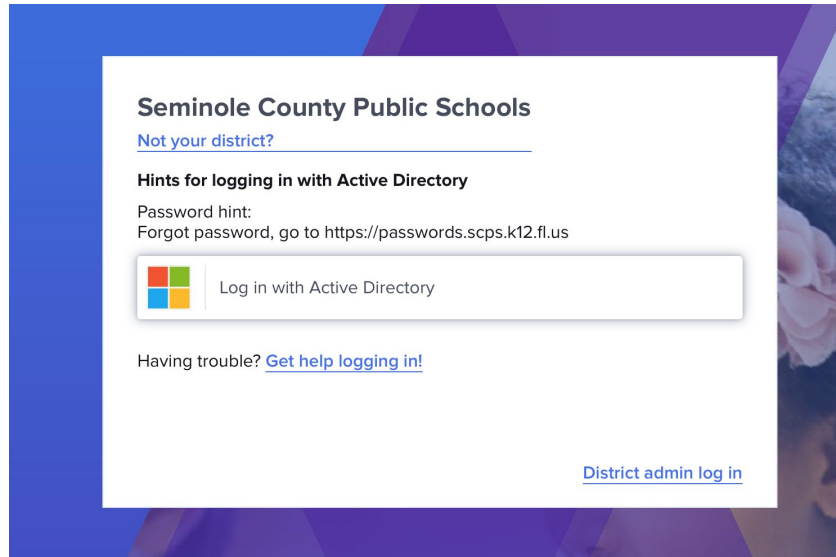 Seminole County Public Schools
Not your district?
Hints for logging in with Active Directory
Password hint:
Forgot password, go to https://passwords.scps.k12.fl.us
Log in with Active Directory
Having trouble? Get help logging in!
District admin log in